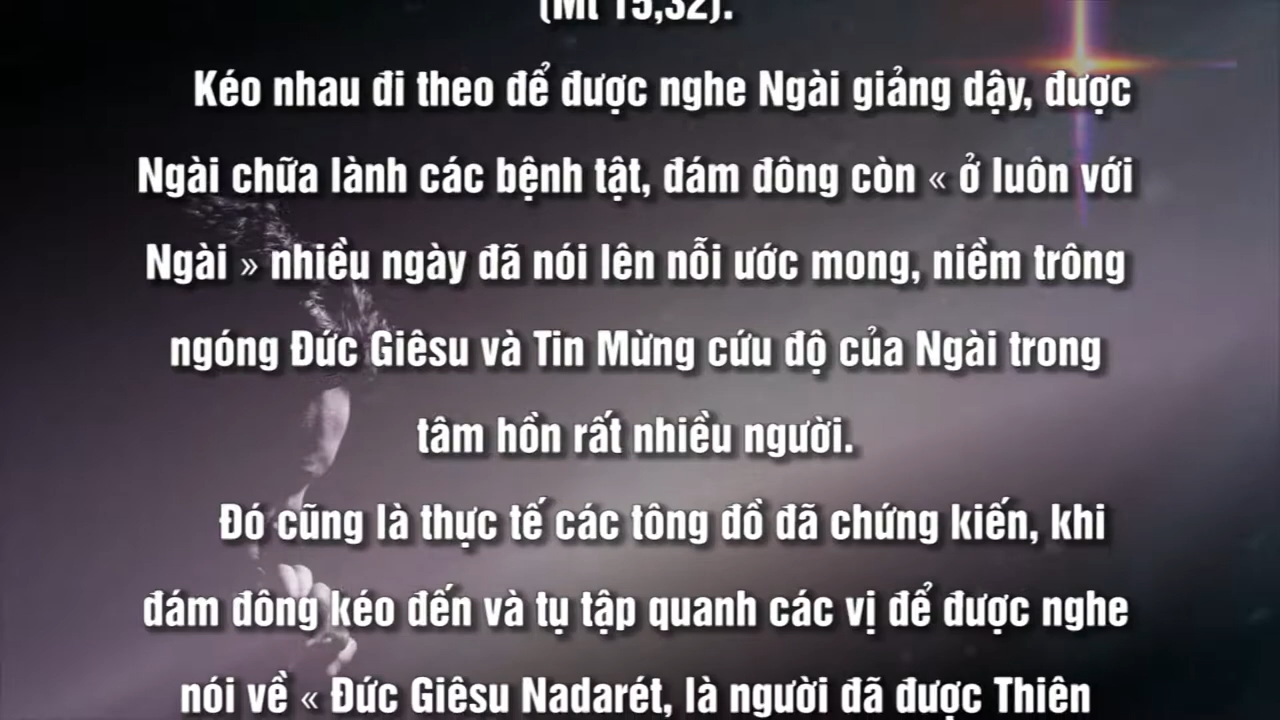 (Mt 15,32).
Kéo nhau đi theo để được nghe Ngài giảng dậy, được
Ngài chữa lành các bệnh tật, đám đông còn « ở luôn với
Ngài » nhiều ngày đã nói lên nỗi ước mong, niềm trông
ngóng Đức Giêsu và Tin Mừng cứu độ của Ngài trong
tâm hồn rất nhiều người.
Đó cũng là thực tế các tông đồ đã chứng kiến, khi
đám đông kéo đến và tụ tập quanh các vị để được nghe
nói về « Đức Giêsu Nadarét, là người đã được Thiên